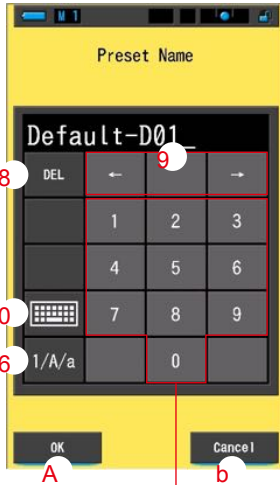 M 1
Preset Name
Default-D01_
8 DEL ← 9 →
1 2 3
4 5 6
0 7 8 9
6 1/A/a 0
OK Cancel
A b